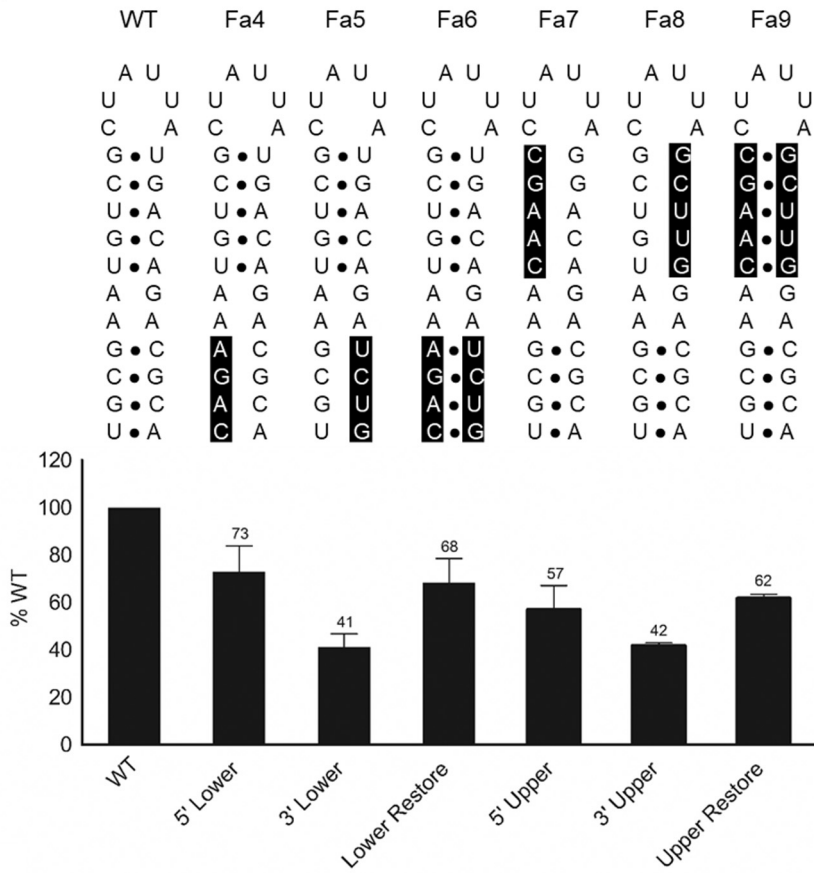 WT Fa4 Fa5 Fa6 Fa7 Fa8 Fa9
A U A U A U A U A U A U A U
U U U U U U U U U U U U U U
C A C A C A C A C A C A C A
G • U G • U G • U G • U C G G G C • G
C • G C • G C • G C • G G G C C G • C
U • A U • A U • A U • A A A U U A • U
G • C G • C G • C G • C A C G U A • U
U • A U • A U • A U • A C A U G C • G
A G A G A G A G A G A G A G
A A A A A A A A A A A A A A
G • C A C G U A • U G • C G • C G • C
C • G G G C C G • C C • G C • G C • G
G • C A C G U A • U G • C G • C G • C
U • A C A U G C • G U • A U • A U • A
120
100
80
60
40
20
0
% WT
73
41
68
57
42
62
WT
5' Lower
3' Lower
Lower Restore
5' Upper
3' Upper
Upper Restore